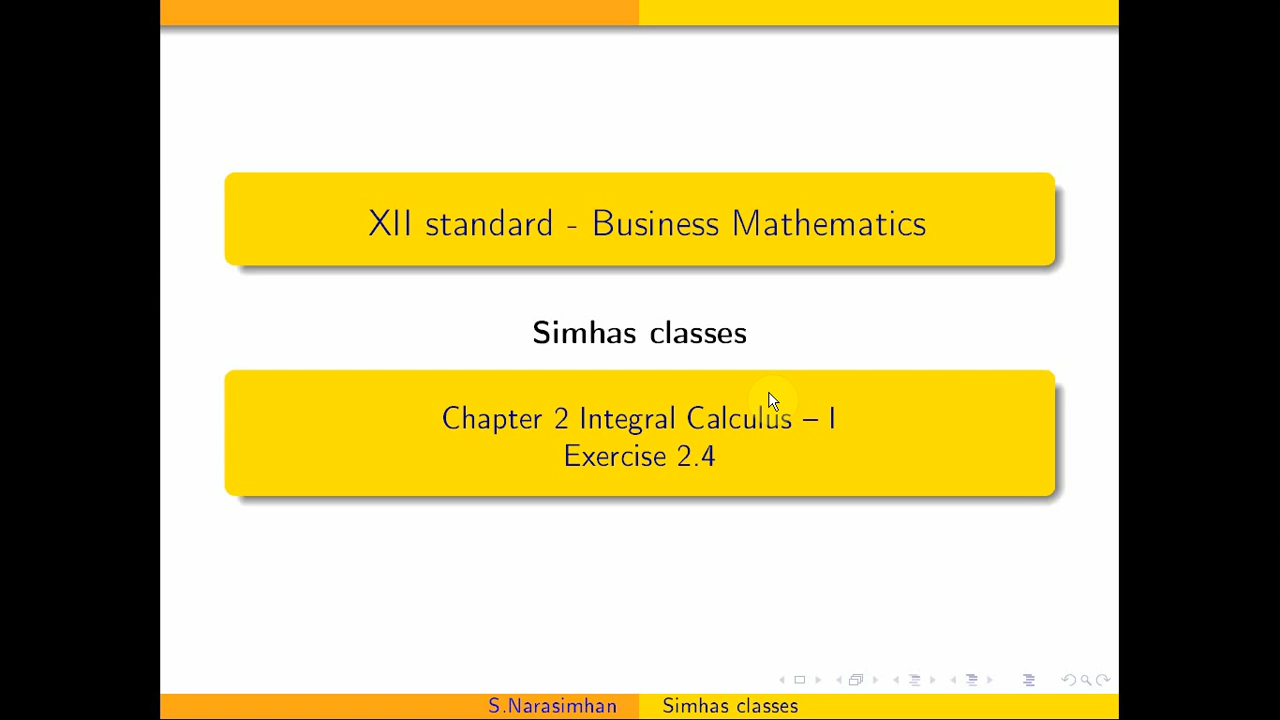 XII standard - Business Mathematics
Simhas classes
Chapter 2 Integral Calculus – I
Exercise 2.4
S.Narasimhan
Simhas classes